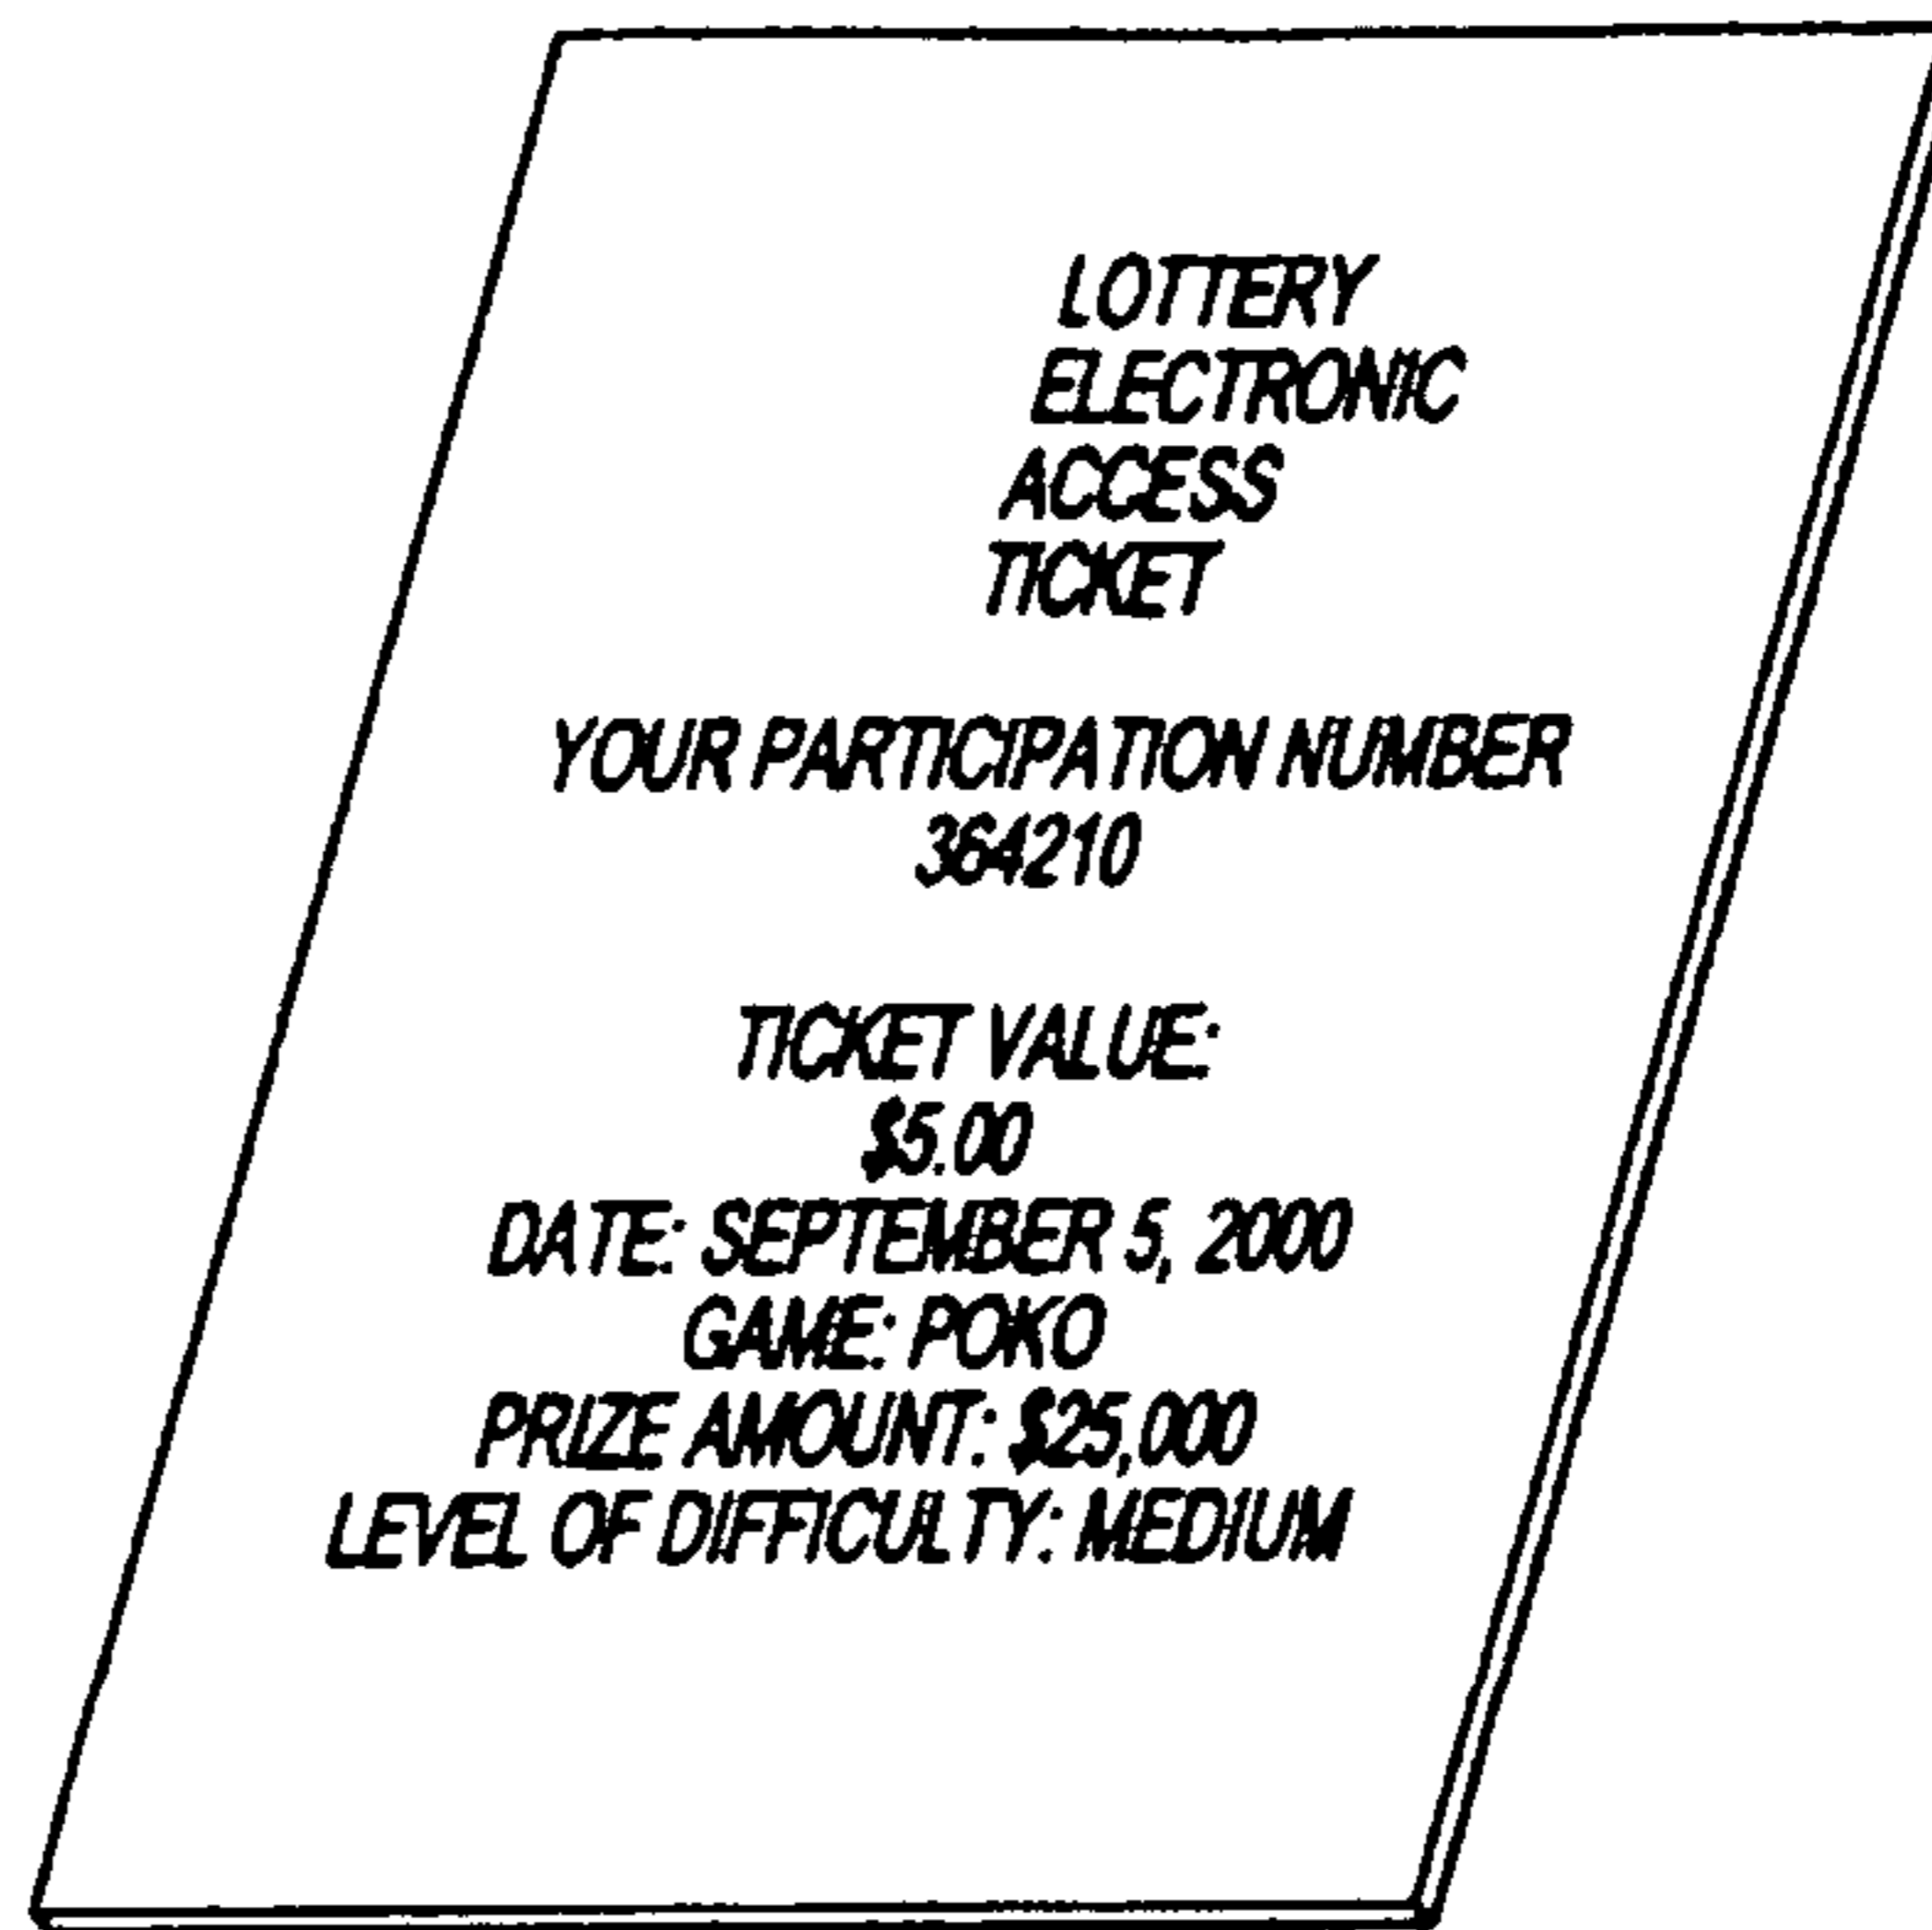 LOTTERY
ELECTRONIC
ACCESS
TICKET
YOUR PARTICIPATION NUMBER
364210
TICKET VALUE:
$5.00
DATE: SEPTEMBER 5, 2000
GAME: POKO
PRIZE AMOUNT: $25,000
LEVEL OF DIFFICULTY: MEDIUM